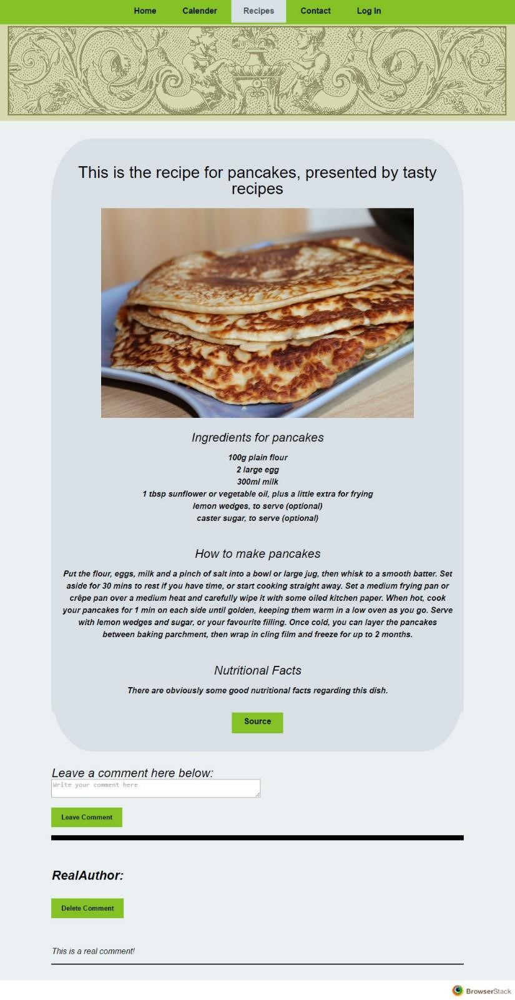 Home Calender Recipes Contact Log In
This is the recipe for pancakes, presented by tasty
recipes
Ingredients for pancakes
100g plain flour
2 large egg
300ml milk
1 tbsp sunflower or vegetable oil, plus a little extra for frying
lemon wedges, to serve (optional)
caster sugar, to serve (optional)
How to make pancakes
Put the flour, eggs, milk and a pinch of salt into a bowl or large jug, then whisk to a smooth batter. Set
aside for 30 mins to rest if you have time, or start cooking straight away. Set a medium frying pan or
crêpe pan over a medium heat and carefully wipe it with some oiled kitchen paper. When hot, cook
your pancakes for 1 min on each side until golden, keeping them warm in a low oven as you go. Serve
with lemon wedges and sugar, or your favourite filling. Once cold, you can layer the pancakes
between baking parchment, then wrap in cling film and freeze for up to 2 months.
Nutritional Facts
There are obviously some good nutritional facts regarding this dish.
Source
Leave a comment here below:
Write your comment here
Leave Comment
RealAuthor:
Delete Comment
This is a real comment!
BrowserStack